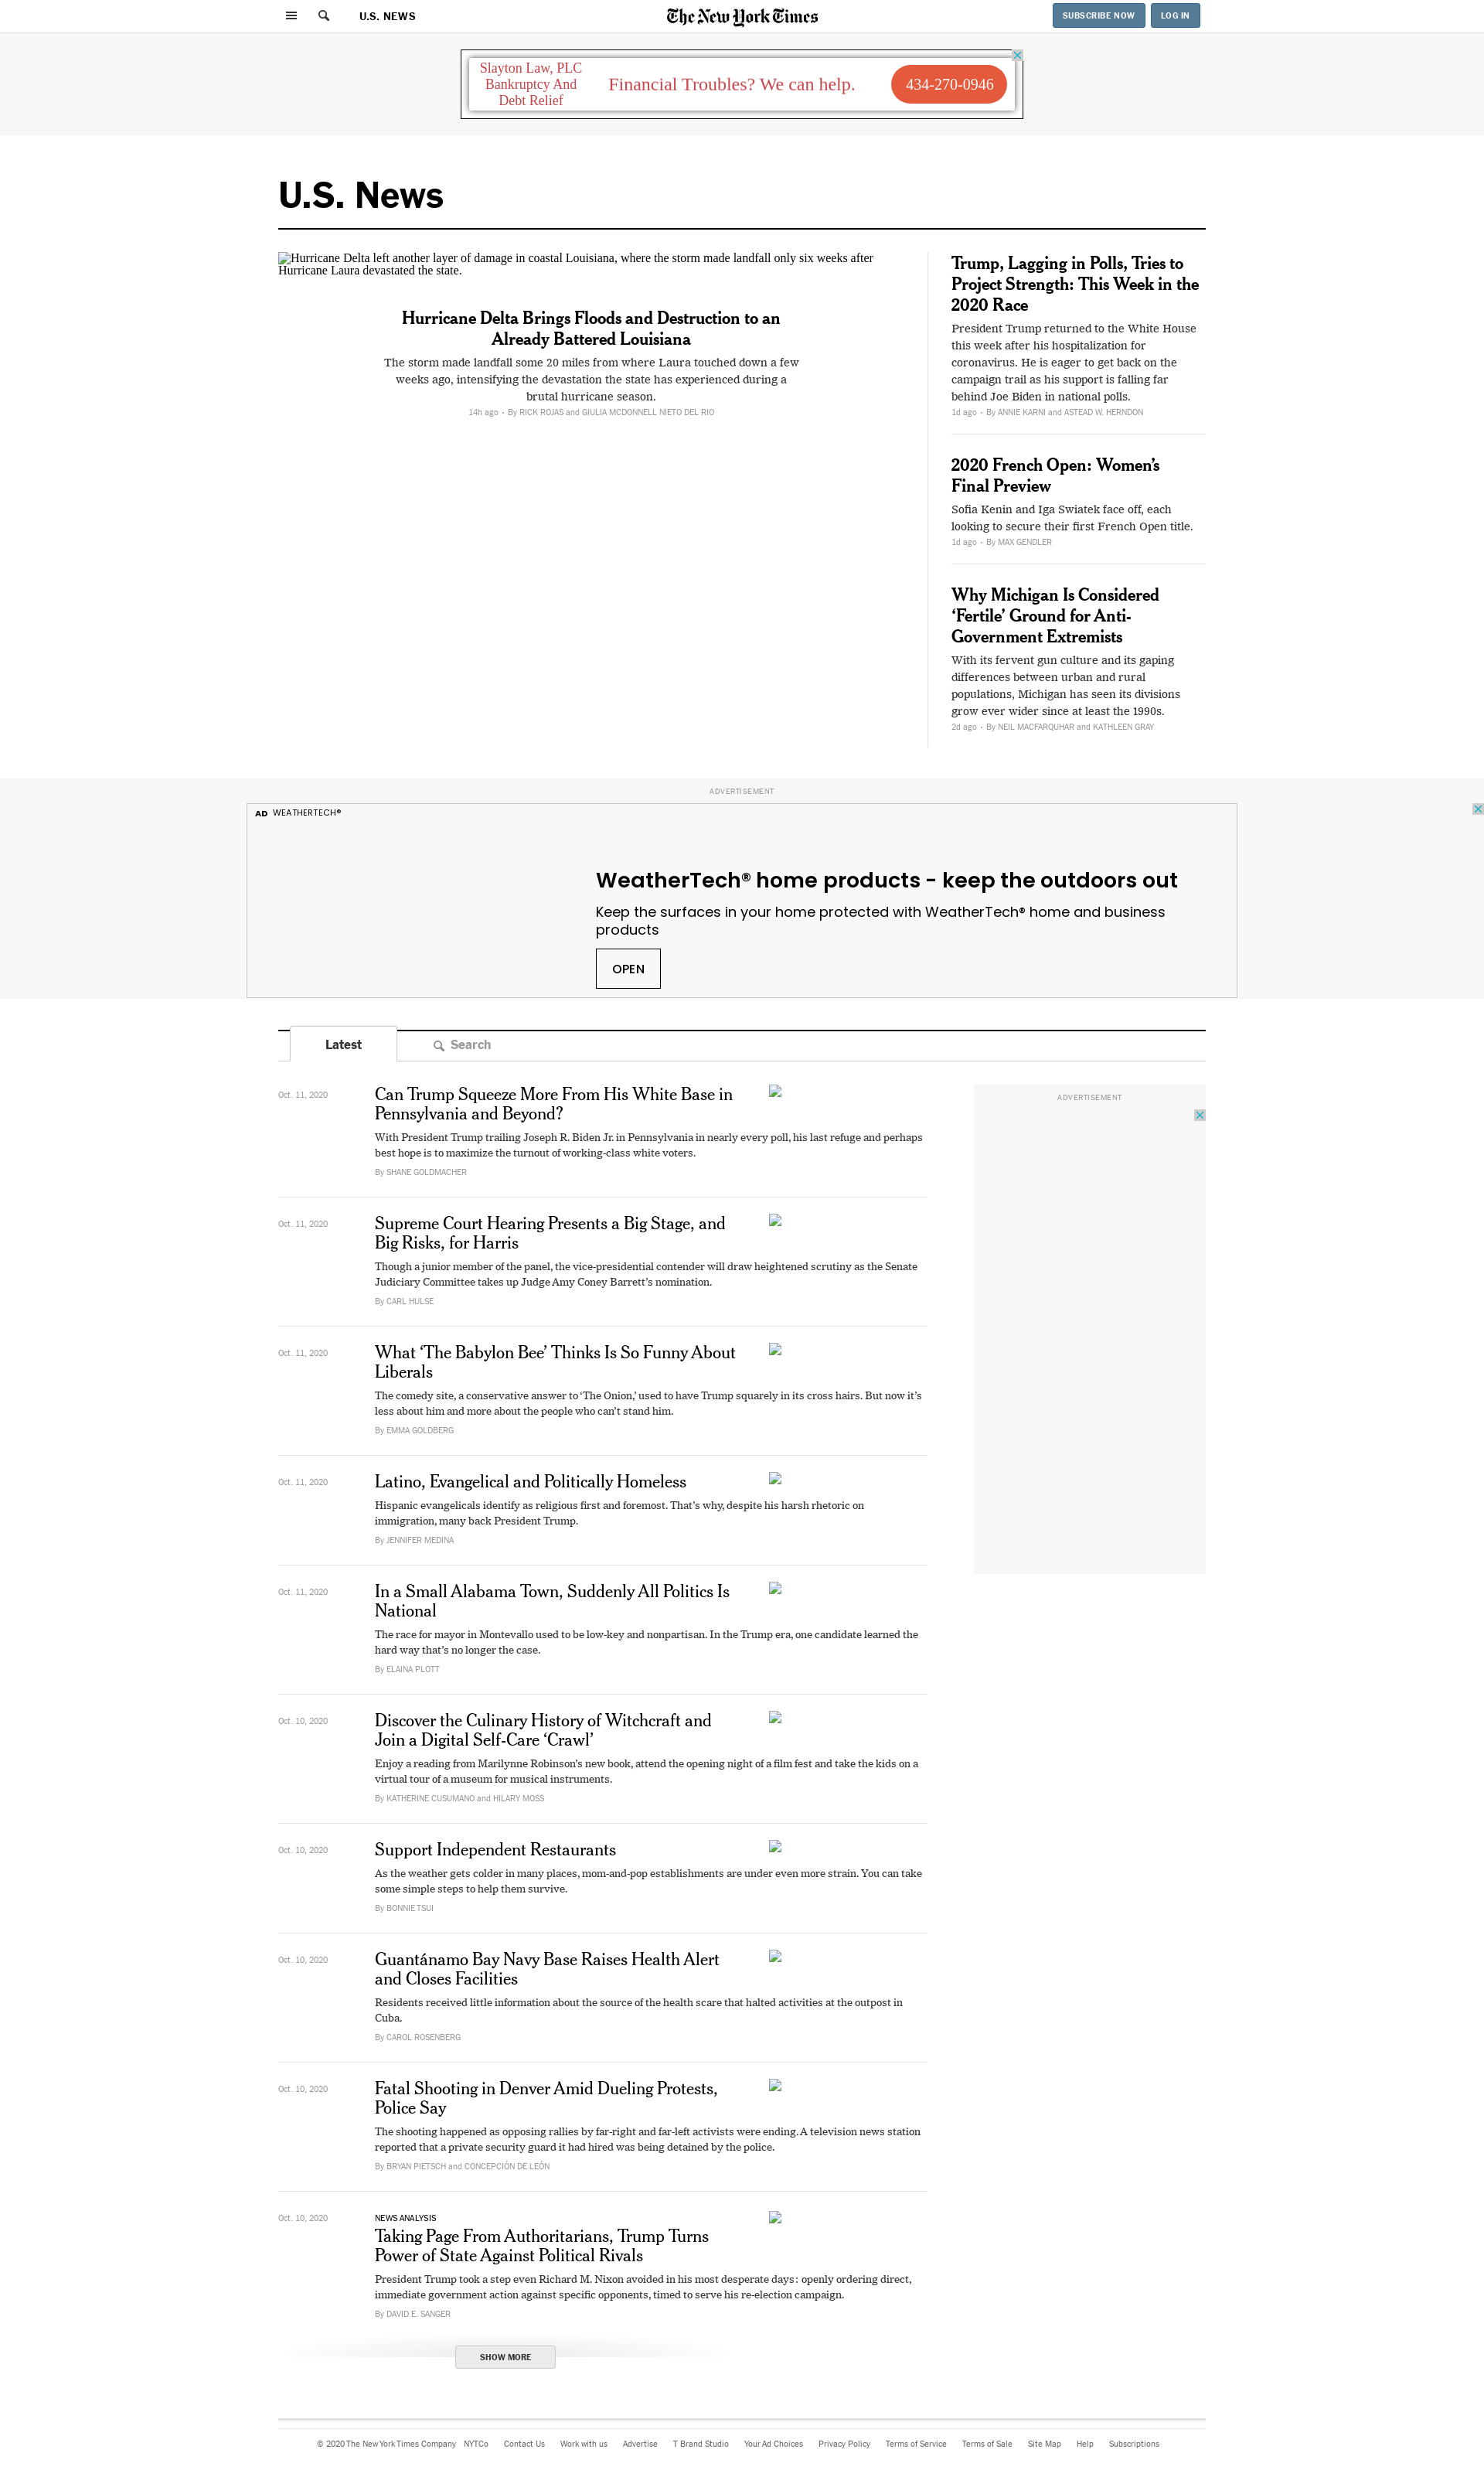 U.S. NEWS
The New York Times
SUBSCRIBE NOW
LOG IN
Slayton Law, PLC
Bankruptcy And
Debt Relief
Financial Troubles? We can help.
434-270-0946
U.S. News
Hurricane Delta left another layer of damage in coastal Louisiana, where the storm made landfall only six weeks after
Hurricane Laura devastated the state.
Hurricane Delta Brings Floods and Destruction to an
Already Battered Louisiana
The storm made landfall some 20 miles from where Laura touched down a few
weeks ago, intensifying the devastation the state has experienced during a
brutal hurricane season.
14h ago • By RICK ROJAS and GIULIA MCDONNELL NIETO DEL RIO
Trump, Lagging in Polls, Tries to
Project Strength: This Week in the
2020 Race
President Trump returned to the White House
this week after his hospitalization for
coronavirus. He is eager to get back on the
campaign trail as his support is falling far
behind Joe Biden in national polls.
1d ago • By ANNIE KARNI and ASTEAD W. HERNDON
2020 French Open: Women’s
Final Preview
Sofia Kenin and Iga Swiatek face off, each
looking to secure their first French Open title.
1d ago • By MAX GENDLER
Why Michigan Is Considered
‘Fertile’ Ground for Anti-
Government Extremists
With its fervent gun culture and its gaping
differences between urban and rural
populations, Michigan has seen its divisions
grow ever wider since at least the 1990s.
2d ago • By NEIL MACFARQUHAR and KATHLEEN GRAY
ADVERTISEMENT
AD WEATHERTECH®
WeatherTech® home products - keep the outdoors out
Keep the surfaces in your home protected with WeatherTech® home and business
products
OPEN
Latest
Search
ADVERTISEMENT
Oct. 11, 2020
Can Trump Squeeze More From His White Base in
Pennsylvania and Beyond?
With President Trump trailing Joseph R. Biden Jr. in Pennsylvania in nearly every poll, his last refuge and perhaps
best hope is to maximize the turnout of working-class white voters.
By SHANE GOLDMACHER
Oct. 11, 2020
Supreme Court Hearing Presents a Big Stage, and
Big Risks, for Harris
Though a junior member of the panel, the vice-presidential contender will draw heightened scrutiny as the Senate
Judiciary Committee takes up Judge Amy Coney Barrett’s nomination.
By CARL HULSE
Oct. 11, 2020
What ‘The Babylon Bee’ Thinks Is So Funny About
Liberals
The comedy site, a conservative answer to ‘The Onion,’ used to have Trump squarely in its cross hairs. But now it’s
less about him and more about the people who can’t stand him.
By EMMA GOLDBERG
Oct. 11, 2020
Latino, Evangelical and Politically Homeless
Hispanic evangelicals identify as religious first and foremost. That’s why, despite his harsh rhetoric on
immigration, many back President Trump.
By JENNIFER MEDINA
Oct. 11, 2020
In a Small Alabama Town, Suddenly All Politics Is
National
The race for mayor in Montevallo used to be low-key and nonpartisan. In the Trump era, one candidate learned the
hard way that’s no longer the case.
By ELAINA PLOTT
Oct. 10, 2020
Discover the Culinary History of Witchcraft and
Join a Digital Self-Care ‘Crawl’
Enjoy a reading from Marilynne Robinson’s new book, attend the opening night of a film fest and take the kids on a
virtual tour of a museum for musical instruments.
By KATHERINE CUSUMANO and HILARY MOSS
Oct. 10, 2020
Support Independent Restaurants
As the weather gets colder in many places, mom-and-pop establishments are under even more strain. You can take
some simple steps to help them survive.
By BONNIE TSUI
Oct. 10, 2020
Guantánamo Bay Navy Base Raises Health Alert
and Closes Facilities
Residents received little information about the source of the health scare that halted activities at the outpost in
Cuba.
By CAROL ROSENBERG
Oct. 10, 2020
Fatal Shooting in Denver Amid Dueling Protests,
Police Say
The shooting happened as opposing rallies by far-right and far-left activists were ending. A television news station
reported that a private security guard it had hired was being detained by the police.
By BRYAN PIETSCH and CONCEPCIÓN DE LEÓN
Oct. 10, 2020
NEWS ANALYSIS
Taking Page From Authoritarians, Trump Turns
Power of State Against Political Rivals
President Trump took a step even Richard M. Nixon avoided in his most desperate days: openly ordering direct,
immediate government action against specific opponents, timed to serve his re-election campaign.
By DAVID E. SANGER
SHOW MORE
© 2020 The New York Times Company NYTCo Contact Us Work with us Advertise T Brand Studio Your Ad Choices Privacy Policy Terms of Service Terms of Sale Site Map Help Subscriptions